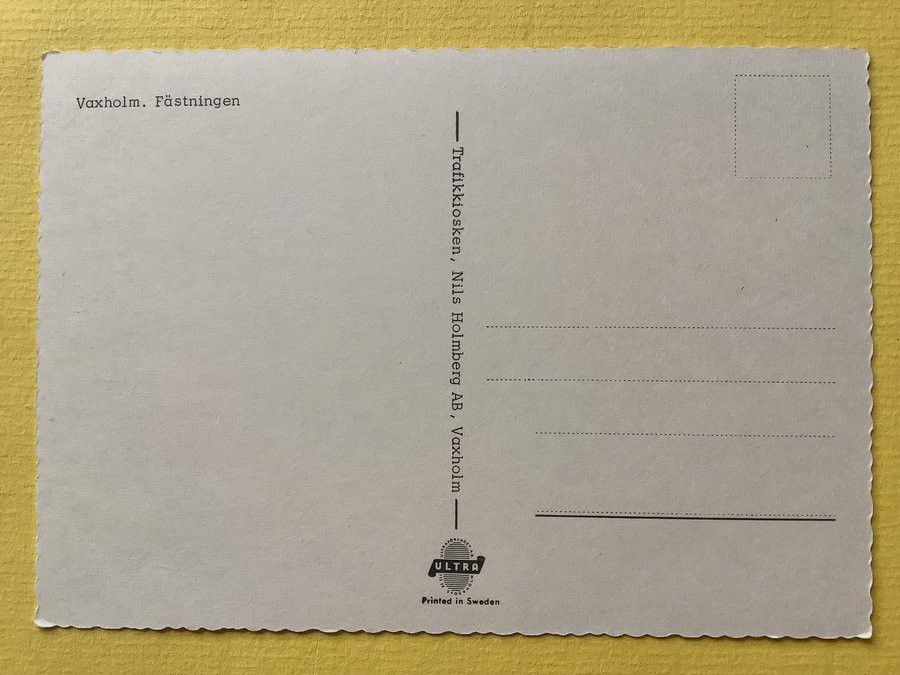 Vaxholm. Fästningen
Trafikkiosken, Nils Holmberg AB, Vaxholm
ULTRA
Printed in Sweden